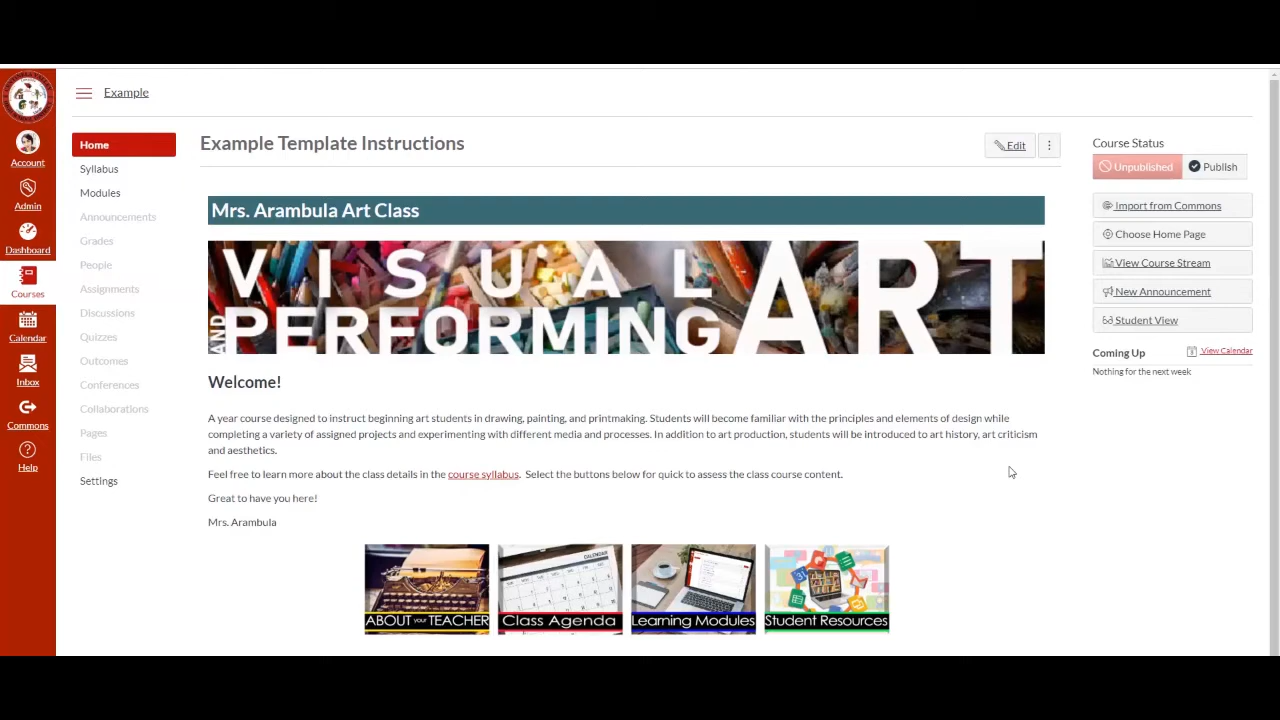 Example
Account
Admin
Dashboard
Courses
Calendar
Inbox
Commons
Help
Home
Syllabus
Modules
Announcements
Grades
People
Assignments
Discussions
Quizzes
Outcomes
Conferences
Collaborations
Pages
Files
Settings
Example Template Instructions
Edit
Mrs. Arambula Art Class
VISUAL
AND PERFORMING ART
Welcome!
A year course designed to instruct beginning art students in drawing, painting, and printmaking. Students will become familiar with the principles and elements of design while
completing a variety of assigned projects and experimenting with different media and processes. In addition to art production, students will be introduced to art history, art criticism
and aesthetics.
Feel free to learn more about the class details in the course syllabus. Select the buttons below for quick to assess the class course content.
Great to have you here!
Mrs. Arambula
ABOUT your TEACHER
CALENDAR
Class Agenda
Learning Modules
Student Resources
Course Status
Unpublished
Publish
Import from Commons
Choose Home Page
View Course Stream
New Announcement
Student View
Coming Up
View Calendar
Nothing for the next week